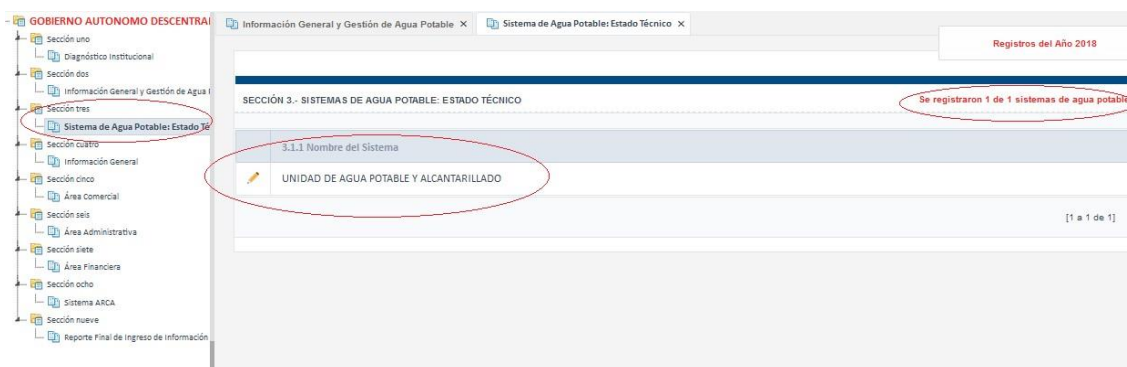 GOBIERNO AUTONOMO DESCENTRAL
Sección uno
Diagnóstico Institucional
Sección dos
Información General y Gestión de Agua
Sección tres
Sistema de Agua Potable: Estado Té
Sección cuatro
Información General
Sección cinco
Área Comercial
Sección seis
Área Administrativa
Sección siete
Área Financiera
Sección ocho
Sistema ARCA
Sección nueve
Reporte Final de Ingreso de Información
Información General y Gestión de Agua Potable X
Sistema de Agua Potable: Estado Técnico X
Registros del Año 2018
SECCIÓN 3.- SISTEMAS DE AGUA POTABLE: ESTADO TÉCNICO
Se registraron 1 de 1 sistemas de agua potable
3.1.1 Nombre del Sistema
UNIDAD DE AGUA POTABLE Y ALCANTARILLADO
[1 a 1 de 1]